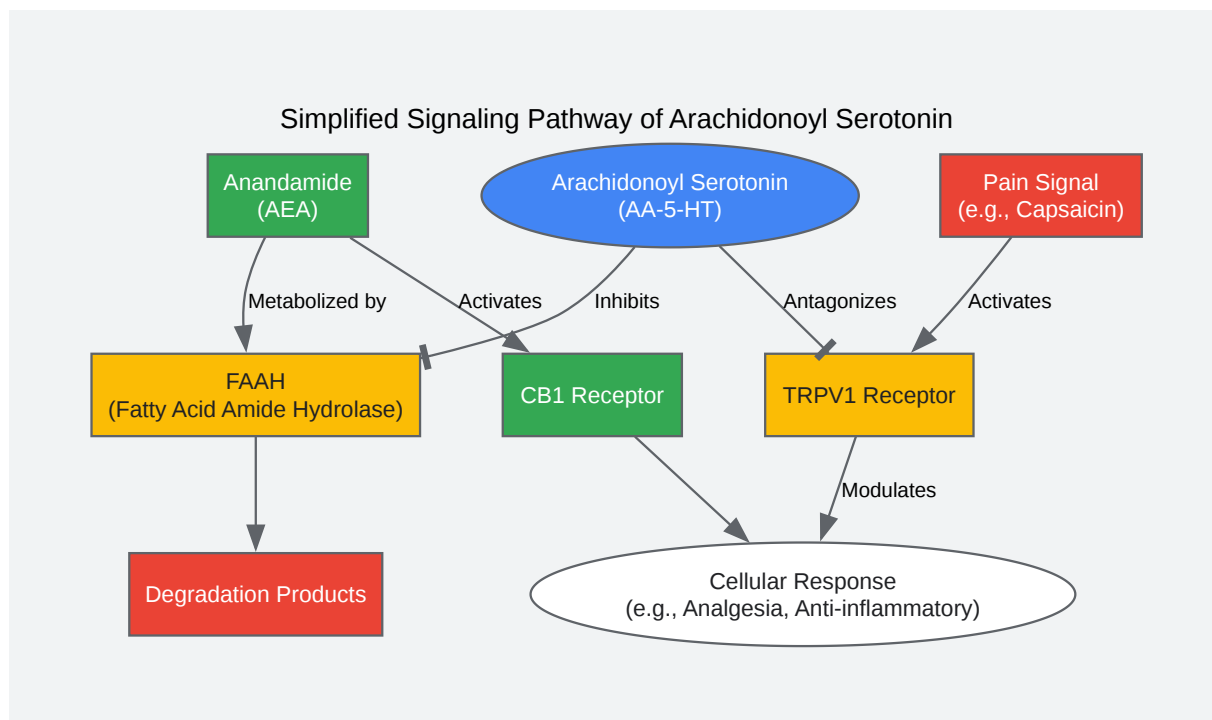 Simplified Signaling Pathway of Arachidonoyl Serotonin
Anandamide
(AEA)
Arachidonoyl Serotonin
(AA-5-HT)
Pain Signal
(e.g., Capsaicin)
Metabolized by
Activates
Inhibits
Antagonizes
Activates
FAAH
(Fatty Acid Amide Hydrolase)
CB1 Receptor
TRPV1 Receptor
Modulates
Degradation Products
Cellular Response
(e.g., Analgesia, Anti-inflammatory)